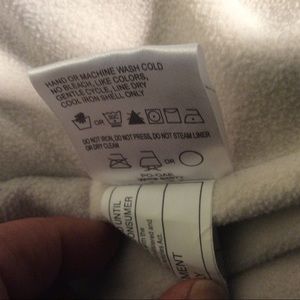 HAND OR MACHINE WASH COLD
NO BLEACH, LIKE COLORS,
GENTLE CYCLE, LINE DRY
COOL IRON SHELL ONLY
OR
DO NOT IRON, DO NOT PRESS, DO NOT STEAM LINER
OR DRY CLEAN
OR
UNTIL
CONSUMER